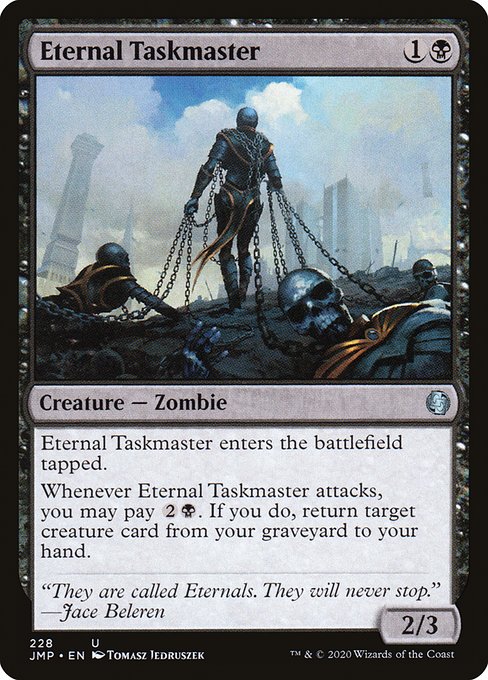 Eternal Taskmaster 1
Creature — Zombie
Eternal Taskmaster enters the battlefield
tapped.
Whenever Eternal Taskmaster attacks,
you may pay 2. If you do, return target
creature card from your graveyard to your
hand.
“They are called Eternals. They will never stop.”
—Jace Beleren
2/3
228 U
JMP • EN Tomasz Jedruszek
™ & © 2020 Wizards of the Coast